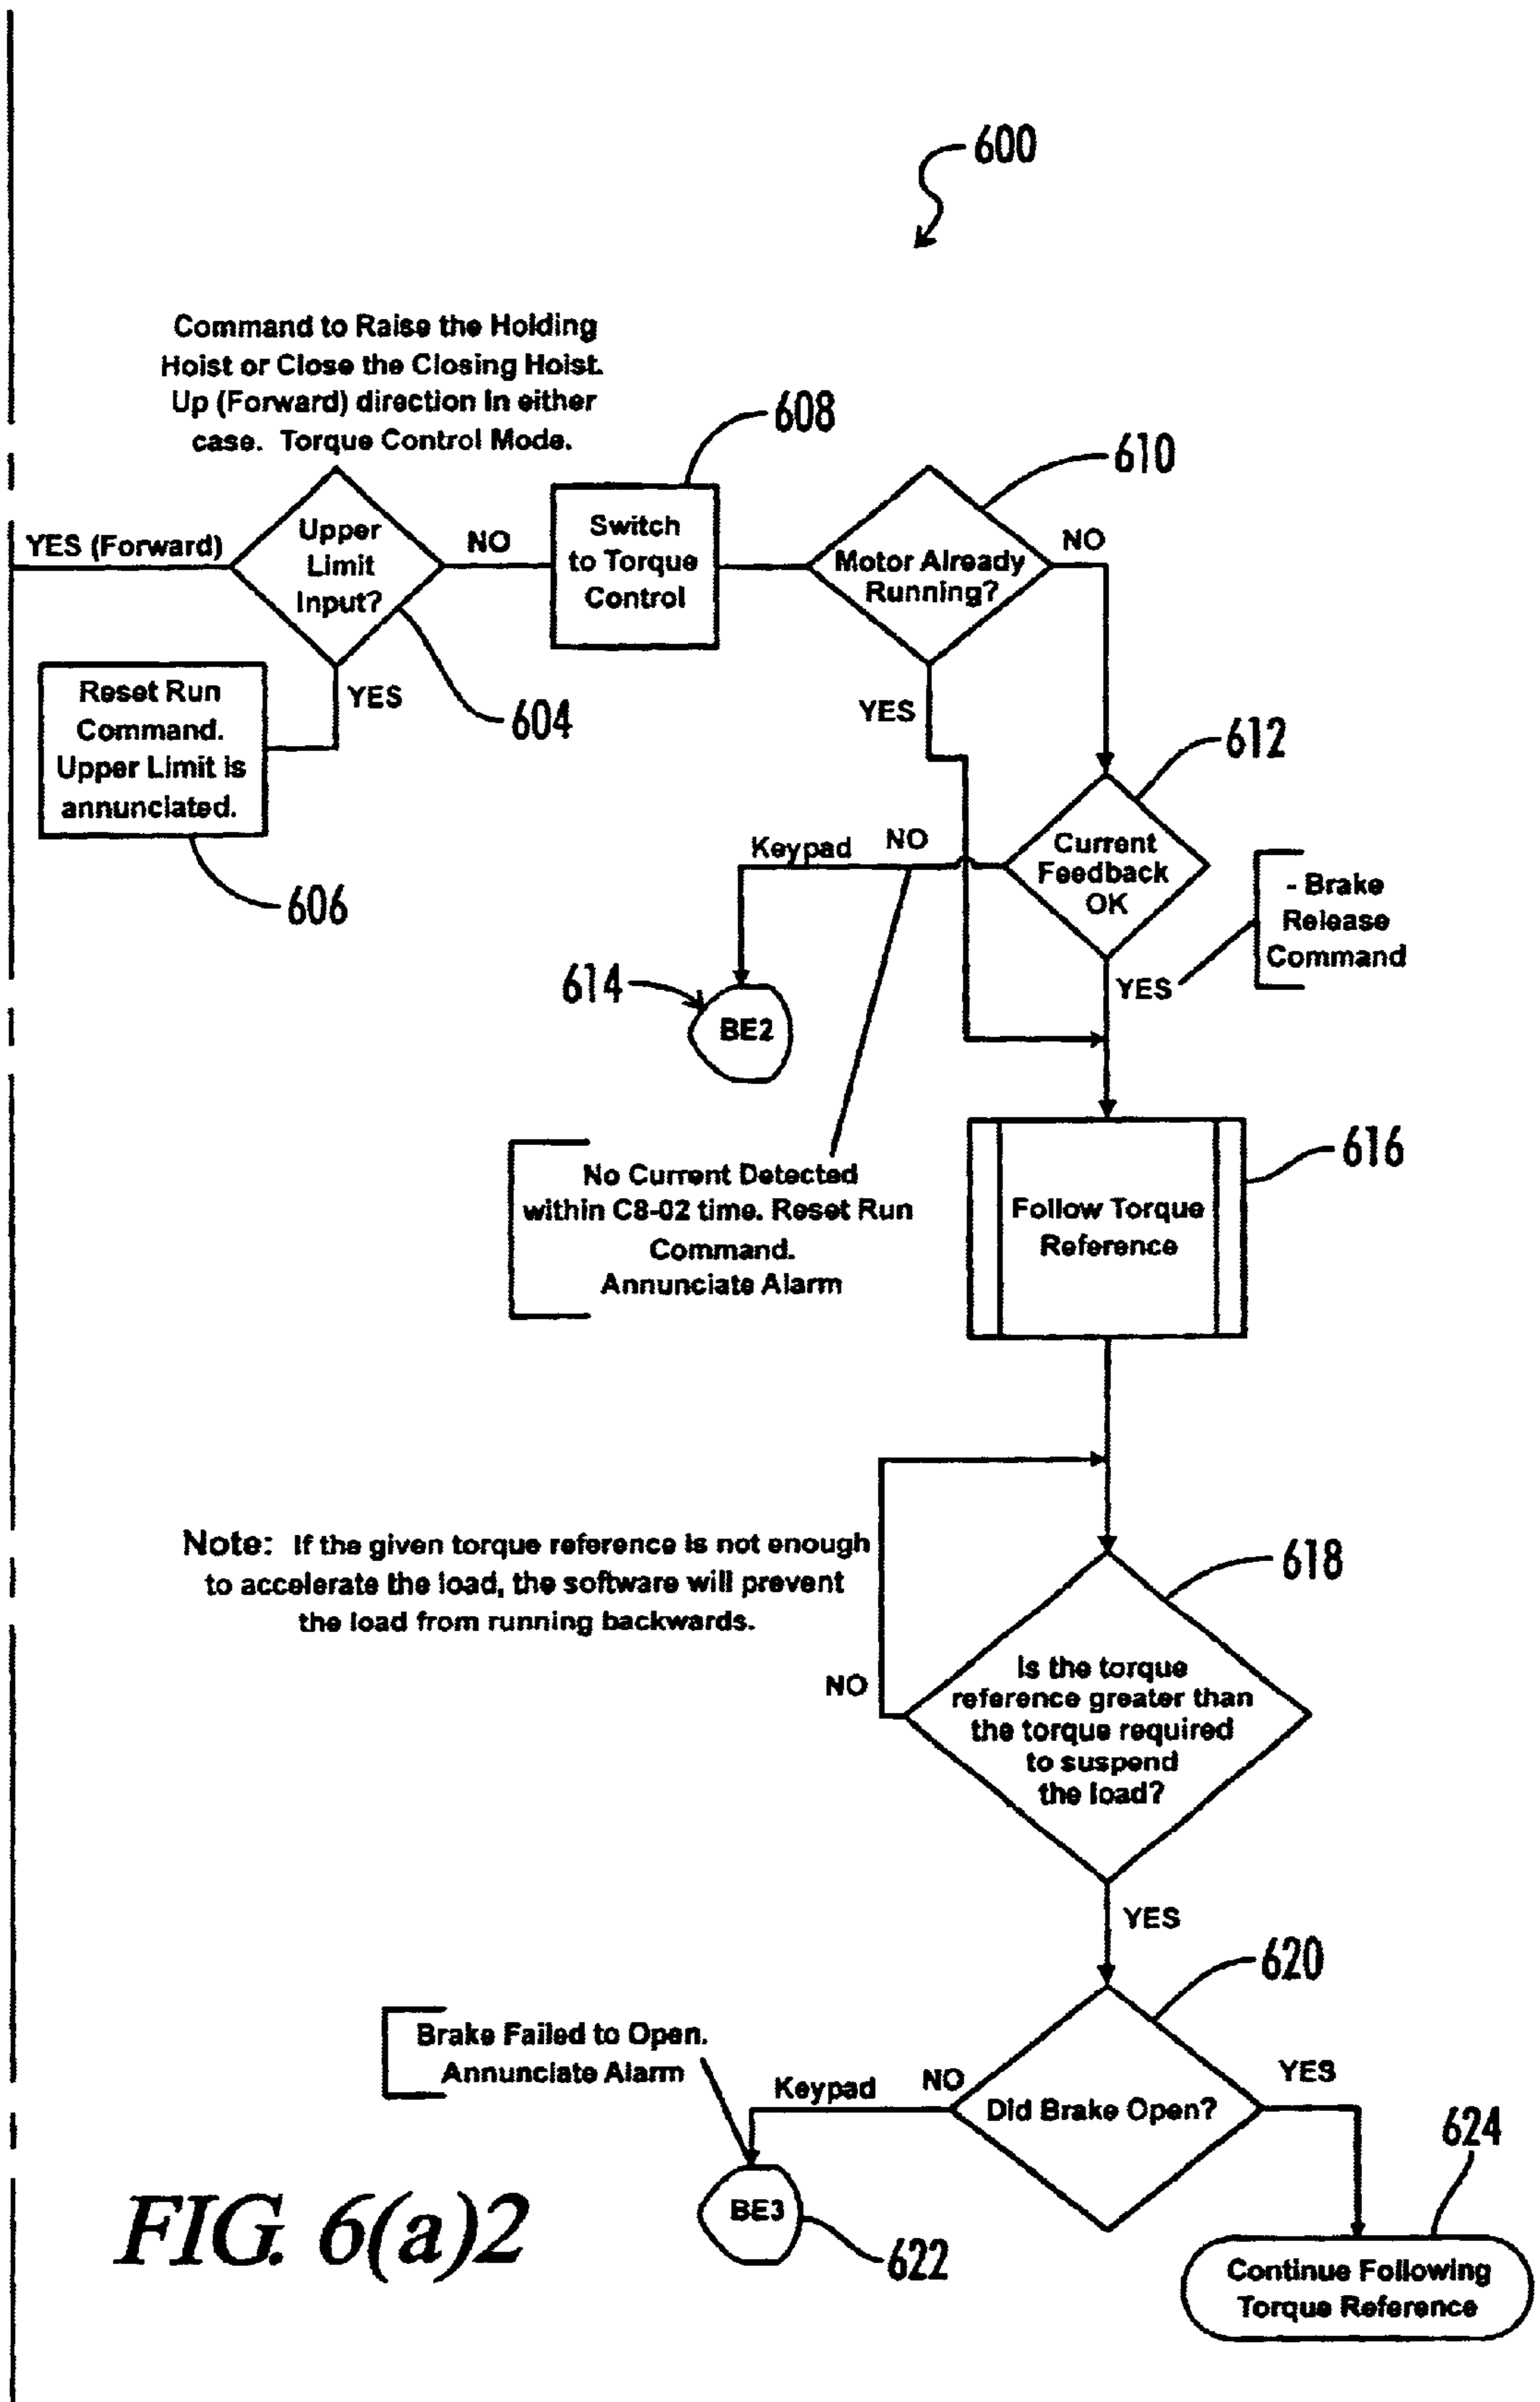 600
Command to Raise the Holding
Hoist or Close the Closing Hoist.
Up (Forward) direction in either
case. Torque Control Mode.
608
610
YES (Forward)
Upper
Limit
Input?
NO
Switch
to Torque
Control
Motor Already
Running?
NO
Reset Run
Command.
Upper Limit is
annunciated.
YES
604
YES
612
606
Keypad
NO
Current
Feedback
OK
- Brake
Release
Command
614
BE2
YES
No Current Detected
within C8-02 time. Reset Run
Command.
Annunciate Alarm
616
Follow Torque
Reference
Note: If the given torque reference is not enough
to accelerate the load, the software will prevent
the load from running backwards.
618
NO
Is the torque
reference greater than
the torque required
to suspend
the load?
YES
620
Brake Failed to Open.
Annunciate Alarm
Keypad
NO
Did Brake Open?
YES
624
BE3
622
Continue Following
Torque Reference
FIG. 6(a)2